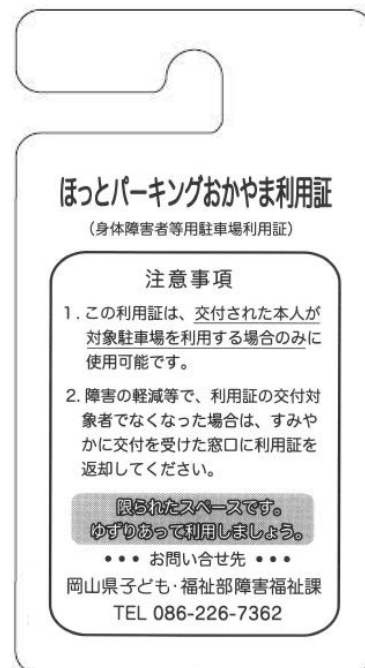 ほっとパーキングおかやま利用証
（身体障害者等用駐車場利用証）
注意事項
1．この利用証は、交付された本人が
対象駐車場を利用する場合のみに
使用可能です。
2．障害の軽減等で、利用証の交付対
象者でなくなった場合は、すみや
かに交付を受けた窓口に利用証を
返却してください。
限られたスペースです。
ゆずりあって利用しましょう。
••• お問い合せ先 •••
岡山県子ども・福祉部障害福祉課
TEL 086-226-7362